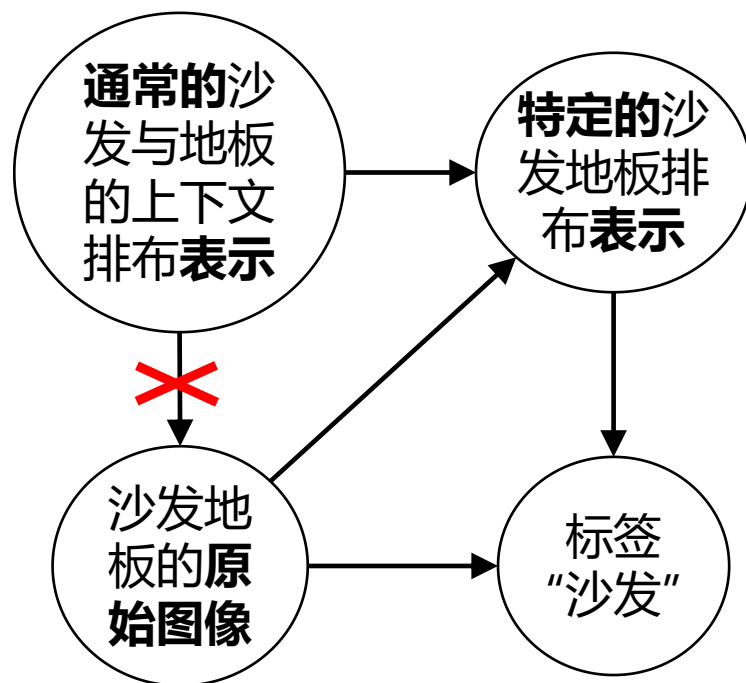 通常的沙
发与地板
的上下文
排布表示
特定的沙
发地板排
布表示
沙发地
板的原
始图像
标签
“沙发”